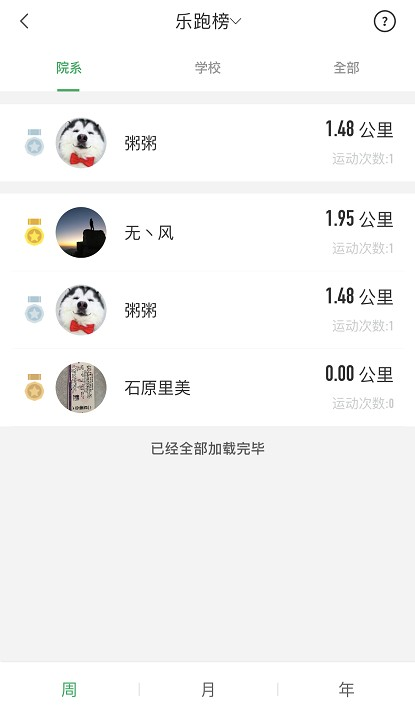 乐跑榜
?
院系 学校 全部
粥粥 1.48 公里
运动次数:1
无丶风 1.95 公里
运动次数:1
粥粥 1.48 公里
运动次数:1
石原里美 0.00 公里
运动次数:0
已经全部加载完毕
周 月 年